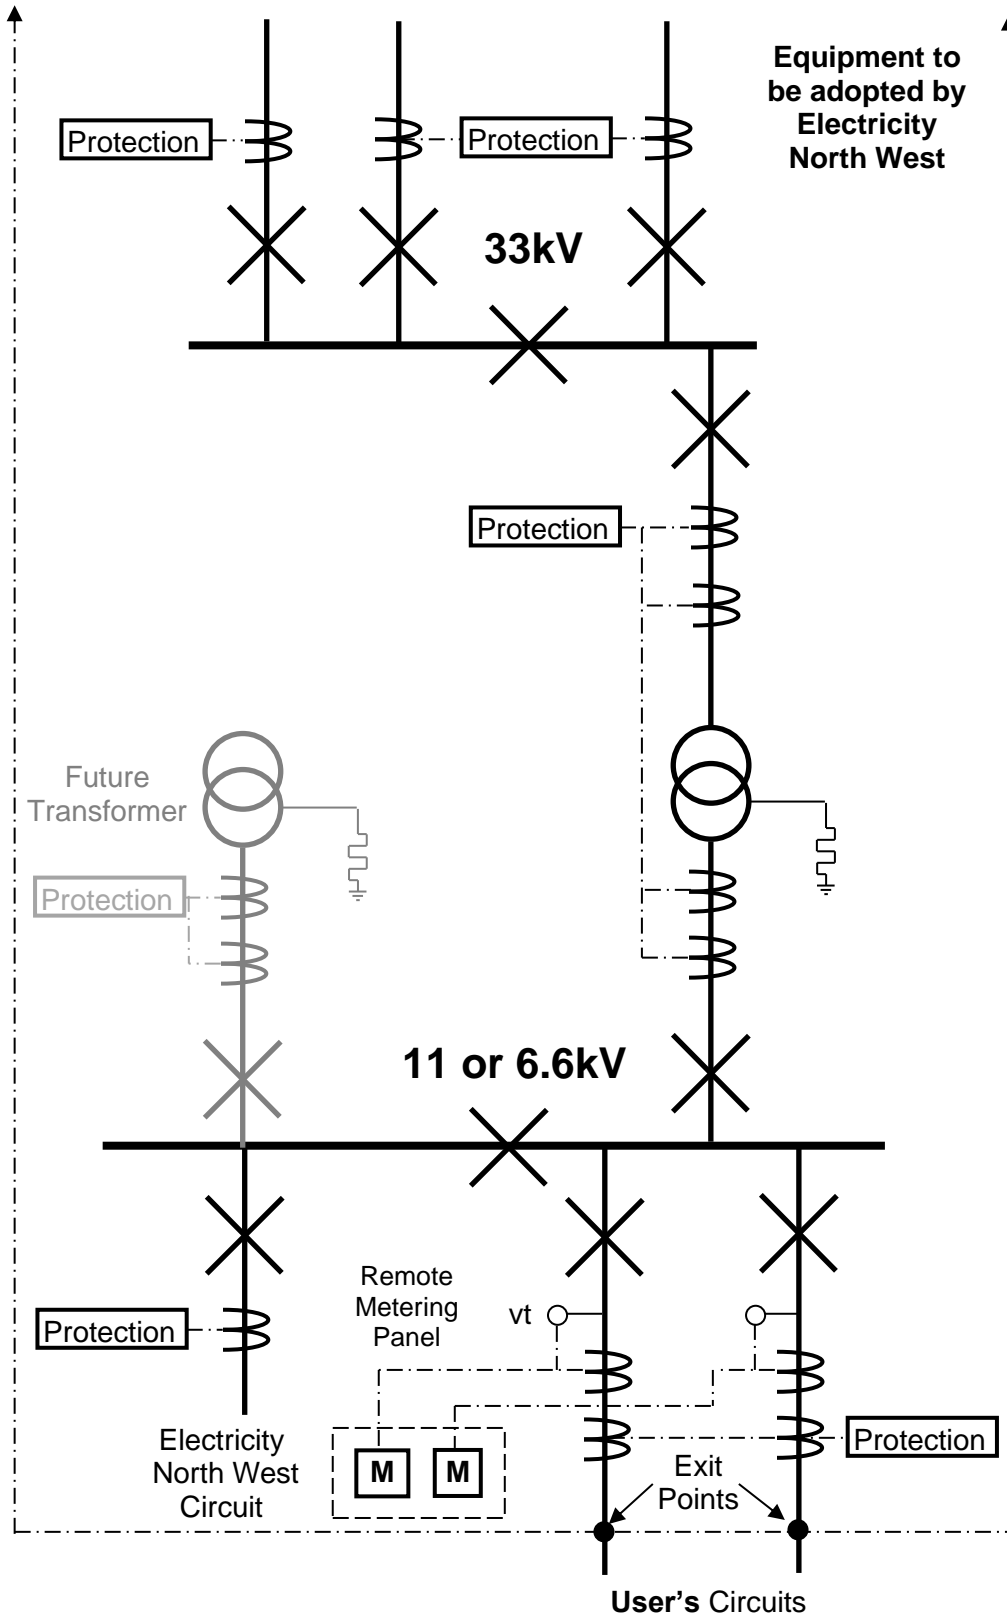 Equipment to
be adopted by
Electricity
North West
Protection
Protection
33kV
Protection
Future
Transformer
Protection
11 or 6.6kV
Remote
Metering
Panel
vt
Protection
Electricity
North West
Circuit
M
M
Exit
Points
Protection
User's Circuits